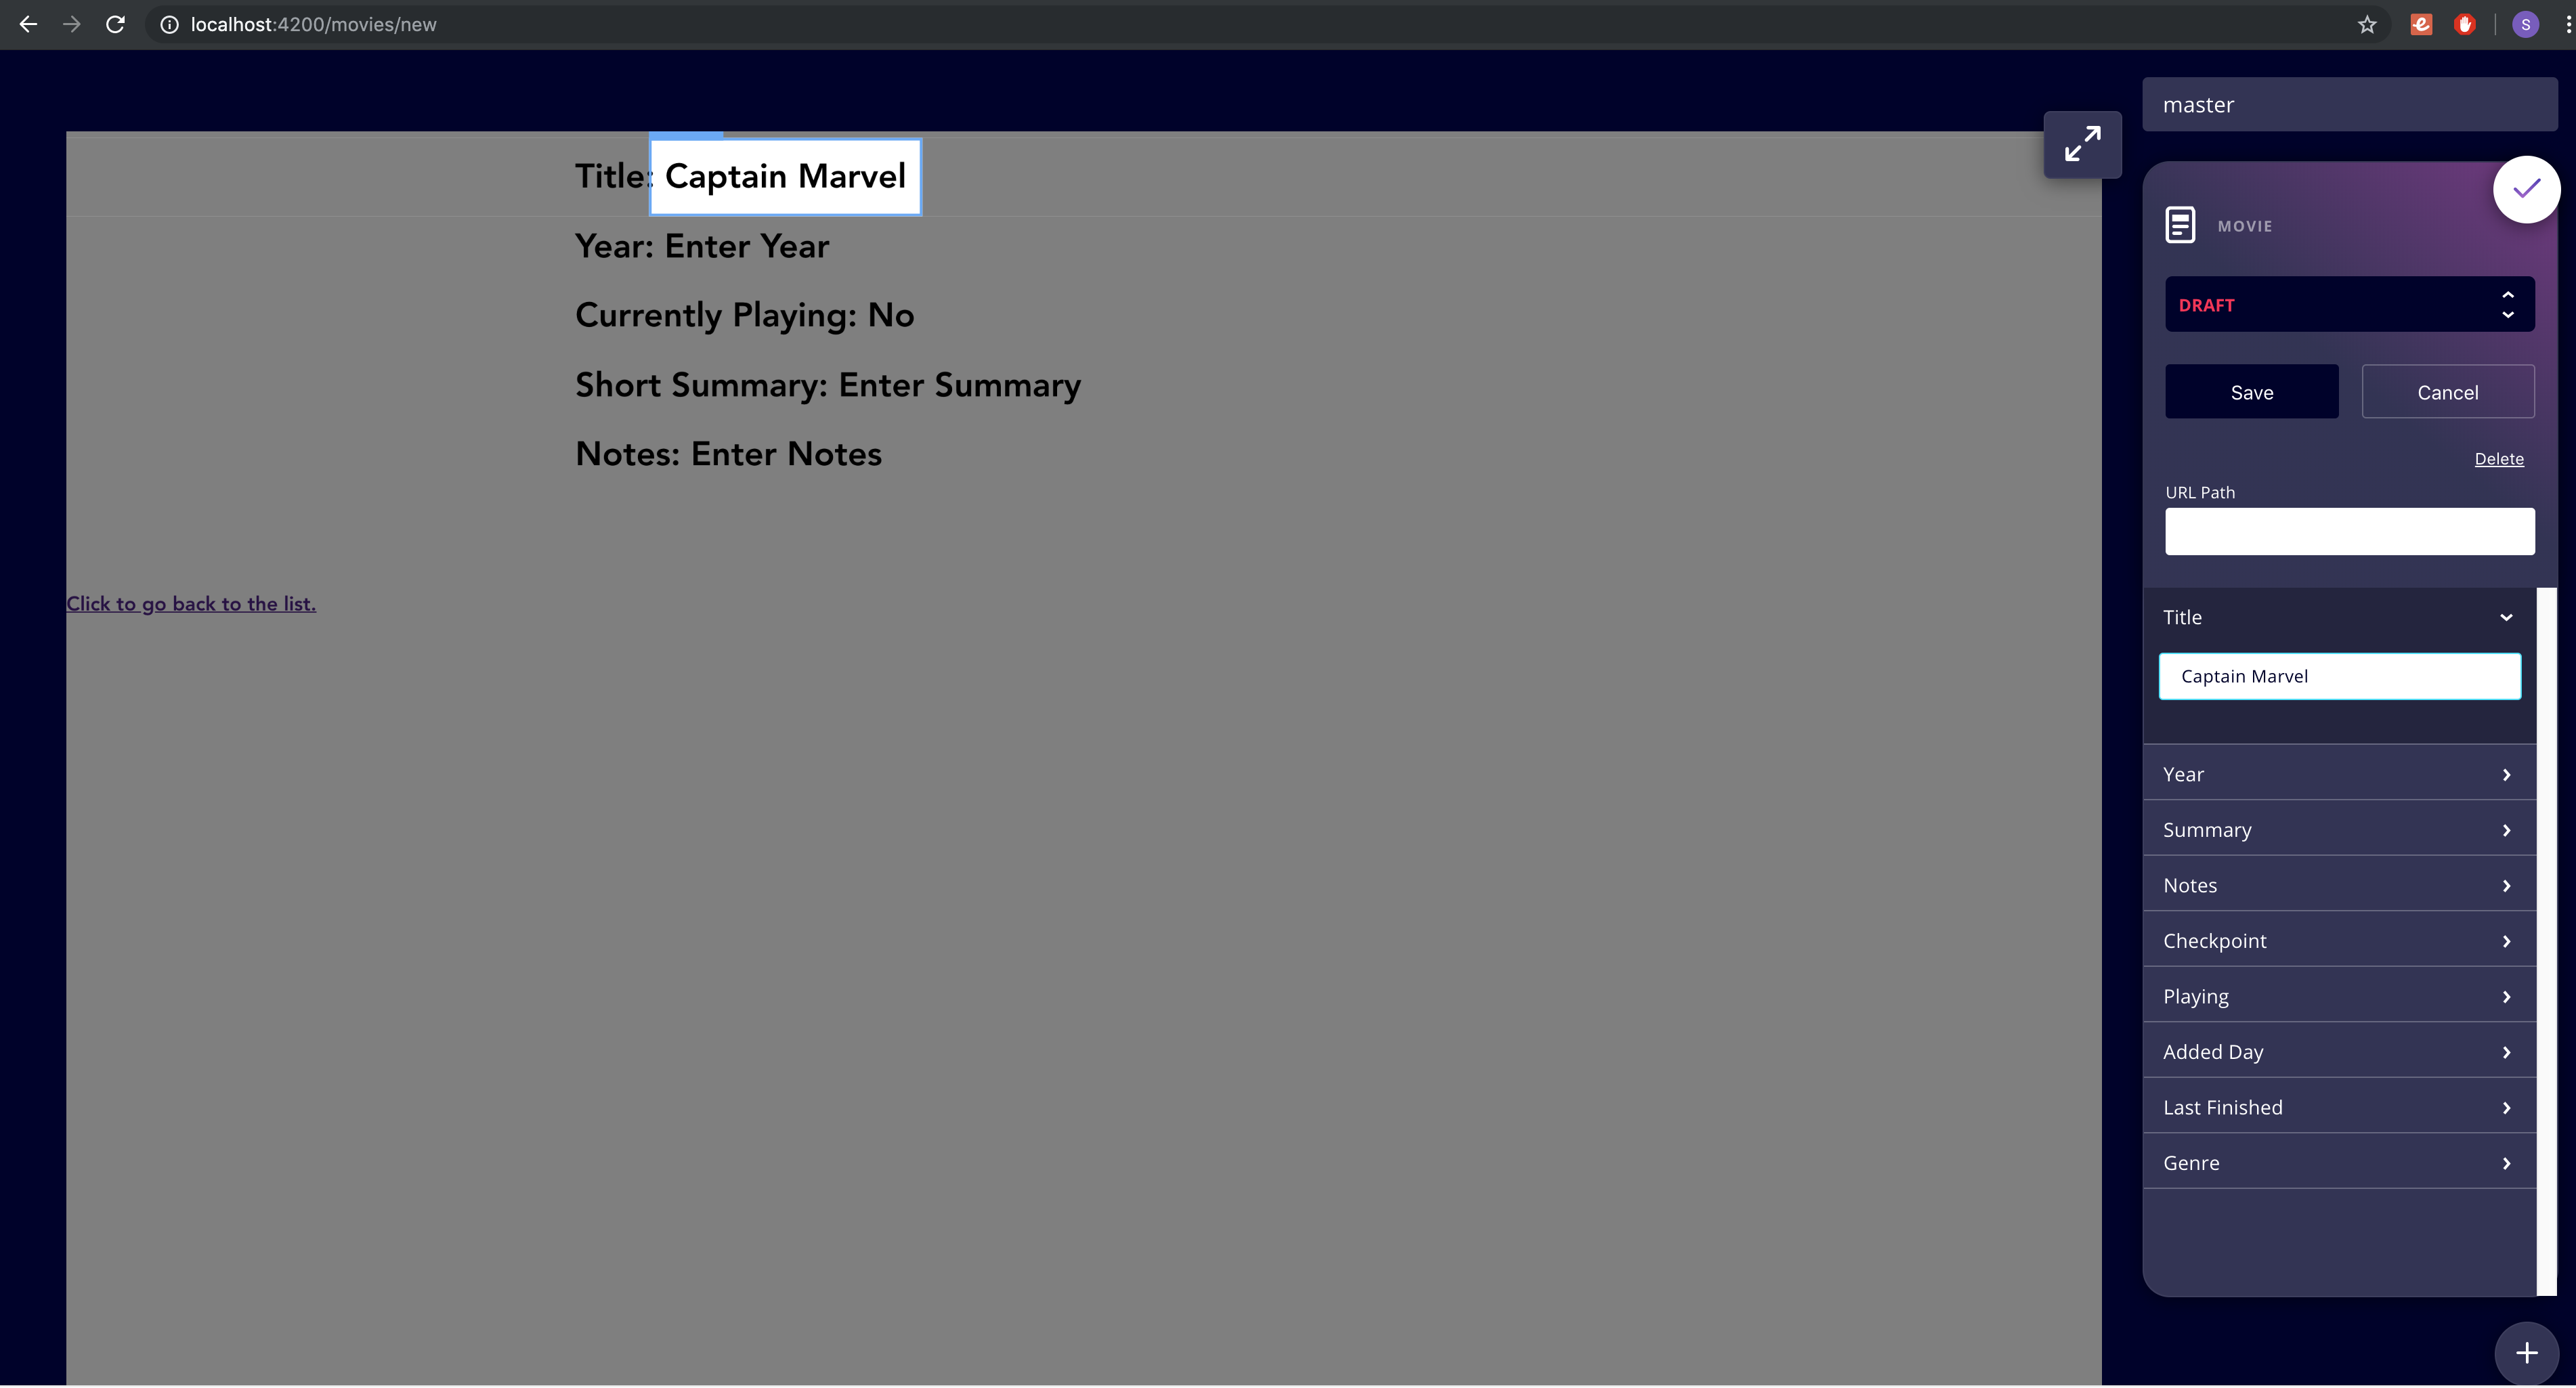 localhost:4200/movies/new
S
master
Title: Captain Marvel
Year: Enter Year
Currently Playing: No
Short Summary: Enter Summary
Notes: Enter Notes
Click to go back to the list.
MOVIE
DRAFT
Save
Cancel
Delete
URL Path
Title
Captain Marvel
Year
Summary
Notes
Checkpoint
Playing
Added Day
Last Finished
Genre